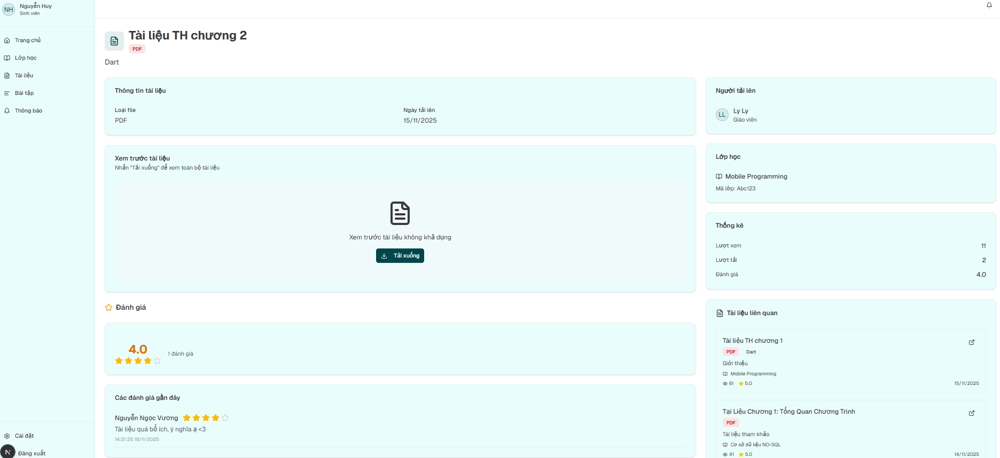 NH
Nguyễn Huy
Sinh viên
Trang chủ
Lớp học
Tài liệu
Bài tập
Thông báo
Cài đặt
N
Đăng xuất
Tài liệu TH chương 2
PDF
Dart
Thông tin tài liệu
Loại file
PDF
Ngày tải lên
15/11/2025
Xem trước tài liệu
Nhấn "Tải xuống" để xem toàn bộ tài liệu
Xem trước tài liệu không khả dụng
Tải xuống
Đánh giá
4.0
1 đánh giá
Các đánh giá gần đây
Nguyễn Ngọc Vương
Tài liệu quá bổ ích, ý nghĩa ạ <3
14:21:25 18/11/2025
Người tải lên
LL
Ly Ly
Giáo viên
Lớp học
Mobile Programming
Mã lớp: Abc123
Thống kê
Lượt xem 11
Lượt tải 2
Đánh giá 4.0
Tài liệu liên quan
Tài liệu TH chương 1
PDF Dart
Giới thiệu
Mobile Programming
61 5.0 15/11/2025
Tại Liệu Chương 1: Tổng Quan Chương Trình
PDF
Tài liệu tham khảo
Cơ sở dữ liệu NO-SQL
41 5.0 14/11/2025